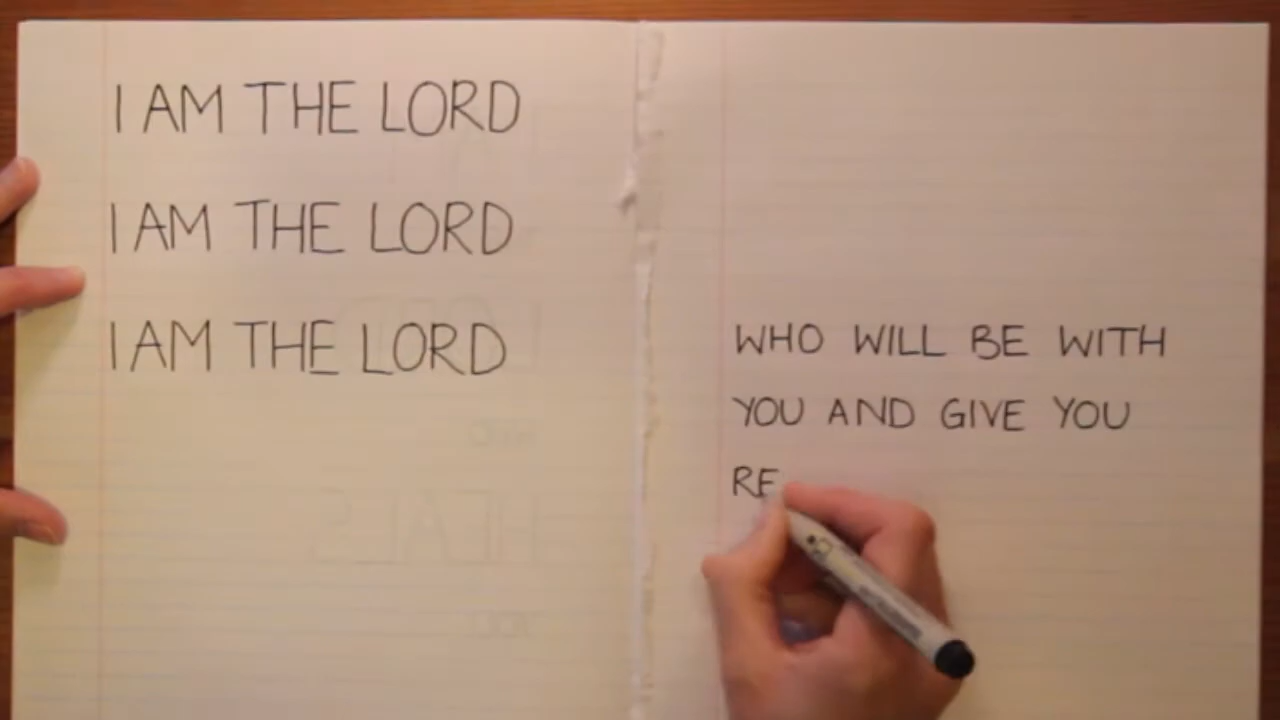 I AM THE LORD
I AM THE LORD
I AM THE LORD
WHO WILL BE WITH
YOU AND GIVE YOU
RE